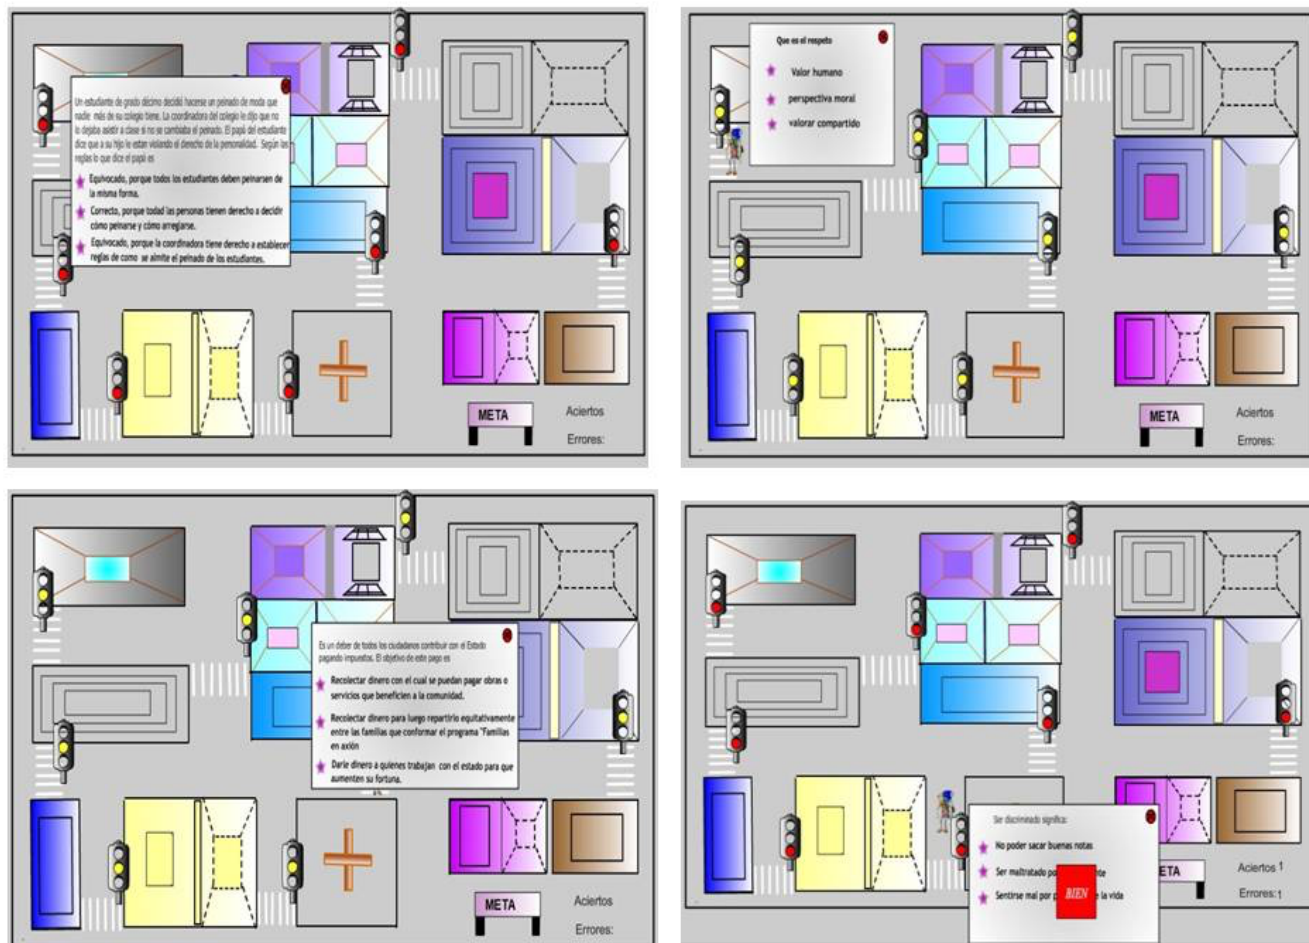 Un estudiante de grado décimo decidió hacerse un peinado de moda que
nadie más de su colegio tiene. La coordinadora del colegio le dijo que no
lo dejaba asistir a clase si no se cambiaba el peinado. El papá del estudiante
dice que a su hijo le estan violando el derecho de la personalidad. Según las
reglas lo que dice el papá es
Equivocado, porque todos los estudiantes deben peinarsen de
la misma forma.
Correcto, porque todad las personas tienen derecho a decidir
cómo peinarse y cómo arreglarse.
Equivocado, porque la coordinadora tiene derecho a establecer
reglas de como se aimite el peinado de los estudiantes.
META
Aciertos
Errores:
Que es el respeto
Valor humano
perspectiva moral
valorar compartido
META
Aciertos
Errores:
Es un deber de todos los ciudadanos contribuir con el Estado
pagando impuestos. El objetivo de este pago es
Recolectar dinero con el cual se puedan pagar obras o
servicios que beneficien a la comunidad.
Recolectar dinero para luego repartirlo equitativamente
entre las familias que conformar el programa "Familias
en axión
Darle dinero a quienes trabajan con el estado para que
aumenten su fortuna.
META
Aciertos
Errores:
Ser discriminado significa:
No poder sacar buenas notas
Ser maltratado
Sentirse mal por la vida
BIEN
ETA
Aciertos 1
Errores: 1